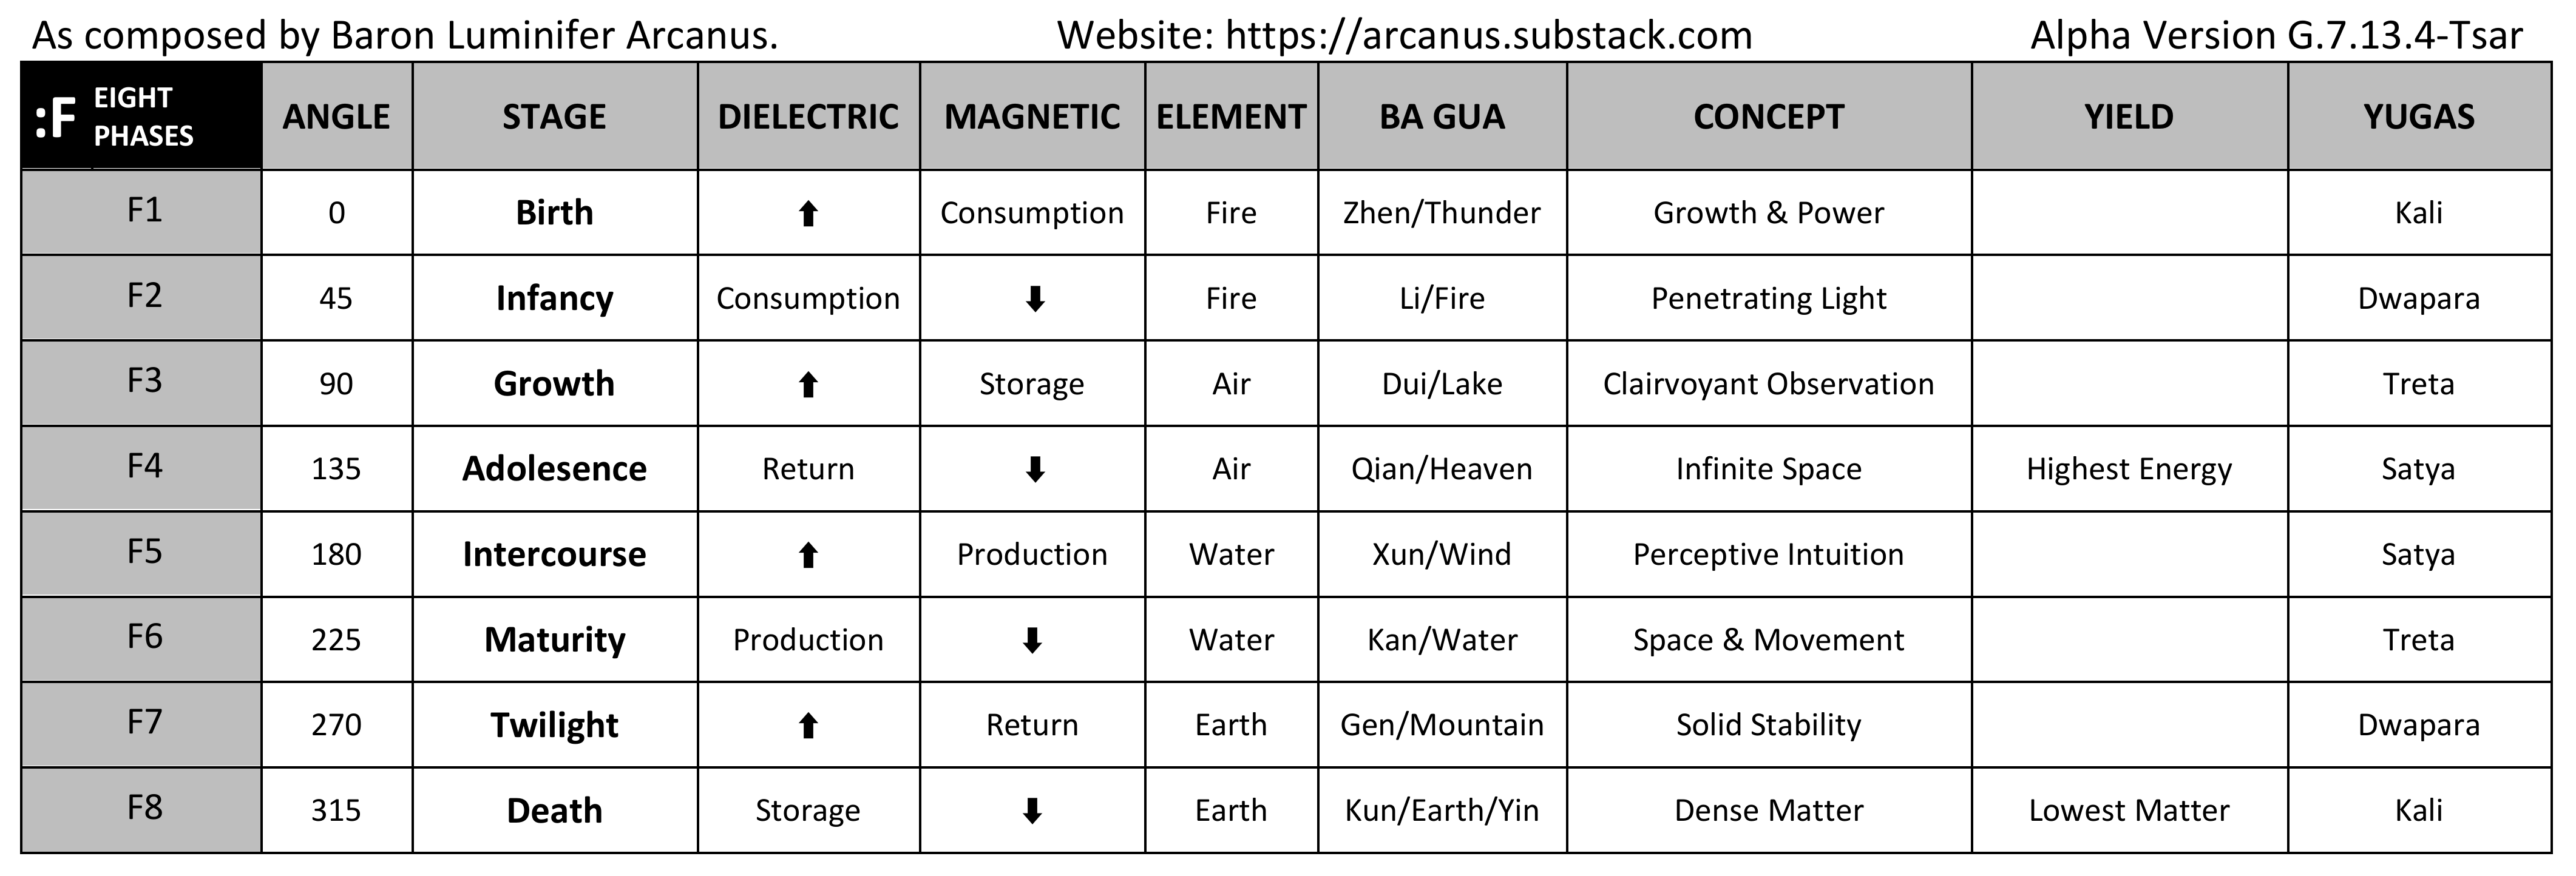 As composed by Baron Luminifer Arcanus. Website: https://arcanus.substack.com Alpha Version G.7.13.4-Tsar
:F EIGHT PHASES ANGLE STAGE DIELECTRIC MAGNETIC ELEMENT BA GUA CONCEPT YIELD YUGAS
F1 0 Birth ⬆ Consumption Fire Zhen/Thunder Growth & Power Kali
F2 45 Infancy Consumption ⬇ Fire Li/Fire Penetrating Light Dwapara
F3 90 Growth ⬆ Storage Air Dui/Lake Clairvoyant Observation Treta
F4 135 Adolesence Return ⬇ Air Qian/Heaven Infinite Space Highest Energy Satya
F5 180 Intercourse ⬆ Production Water Xun/Wind Perceptive Intuition Satya
F6 225 Maturity Production ⬇ Water Kan/Water Space & Movement Treta
F7 270 Twilight ⬆ Return Earth Gen/Mountain Solid Stability Dwapara
F8 315 Death Storage ⬇ Earth Kun/Earth/Yin Dense Matter Lowest Matter Kali